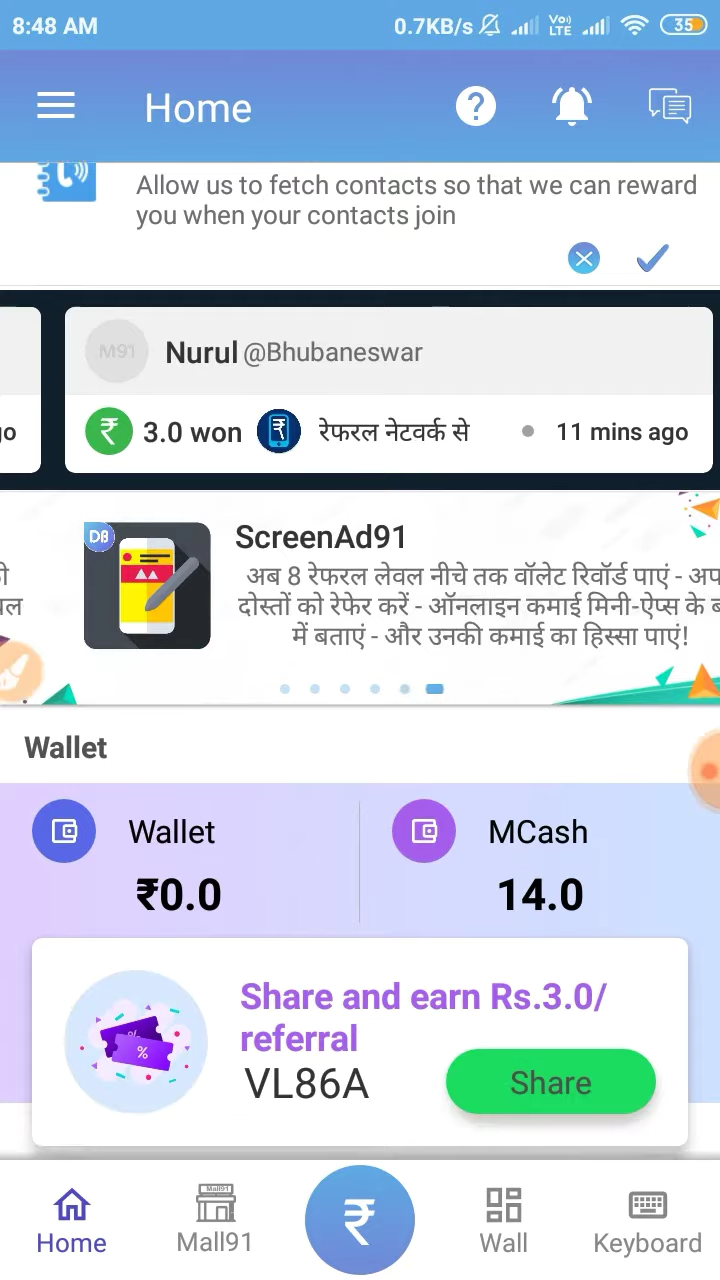 8:48 AM
0.7KB/s
Vo)) LTE
35
Home
Allow us to fetch contacts so that we can reward
you when your contacts join
M91
Nurul @Bhubaneswar
3.0 won
रेफरल नेटवर्क से
11 mins ago
DB
ScreenAd91
अब 8 रेफरल लेवल नीचे तक वॉलेट रिवॉर्ड पाएं - अप
दोस्तों को रेफेर करें - ऑनलाइन कमाई मिनी-ऐप्स के ब
में बताएं - और उनकी कमाई का हिस्सा पाएं!
Wallet
Wallet
MCash
₹0.0
14.0
Share and earn Rs.3.0/
referral
VL86A
Share
Home
Mall91
Mall91
₹
Wall
Keyboard